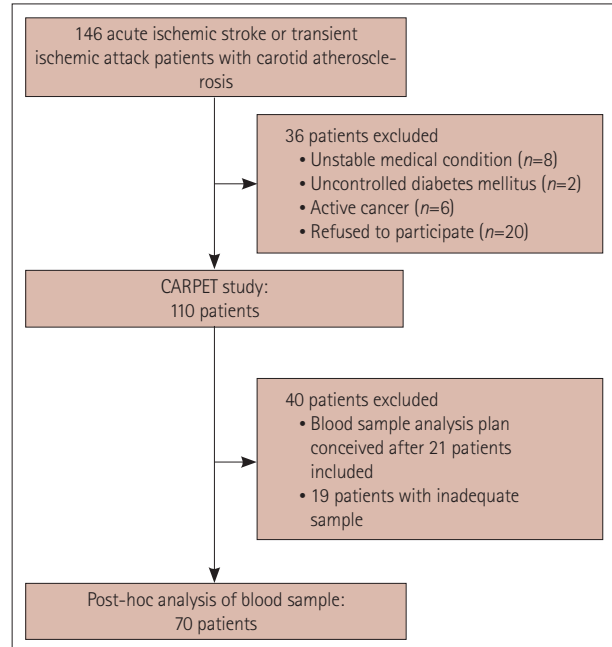 146 acute ischemic stroke or transient
ischemic attack patients with carotid atheroscle-
rosis
36 patients excluded
• Unstable medical condition (n=8)
• Uncontrolled diabetes mellitus (n=2)
• Active cancer (n=6)
• Refused to participate (n=20)
CARPET study:
110 patients
40 patients excluded
• Blood sample analysis plan
conceived after 21 patients
included
• 19 patients with inadequate
sample
Post-hoc analysis of blood sample:
70 patients